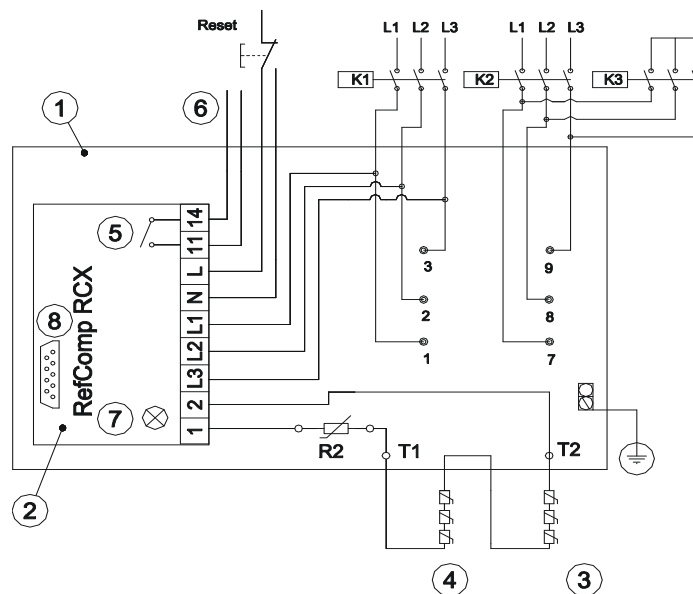 Reset
L1 L2 L3
L1 L2 L3
K1
K2
K3
6
1
14
11
L
N
L1
L2
L3
2
1
5
RefComp RCX
8
7
3
2
1
9
8
7
R2
T1
T2
2
4
3